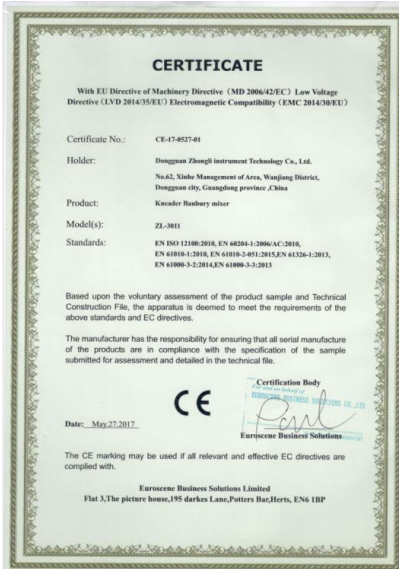 CERTIFICATE
With EU Directive of Machinery Directive (MD 2006/42/EC) Low Voltage
Directive (LVD 2014/35/EU) Electromagnetic Compatibility (EMC 2014/30/EU)
Certificate No.: CE-17-0527-01
Holder: Dongguan Zhongli instrument Technology Co., Ltd.
No.62, Xinhe Management of Area, Wanjiang District,
Dongguan city, Guangdong province ,China
Product: Kneader Banbury mixer
Model(s): ZL-3011
Standards: EN ISO 12100:2010, EN 60204-1:2006/AC:2010,
EN 61010-1:2010, EN 61010-2-051:2015,EN 61326-1:2013,
EN 61000-3-2:2014,EN 61000-3-3:2013
Based upon the voluntary assessment of the product sample and Technical
Construction File, the apparatus is deemed to meet the requirements of the
above standards and EC directives.
The manufacturer has the responsibility for ensuring that all serial manufacture
of the products are in compliance with the specification of the sample
submitted for assessment and detailed in the technical file.
Certification Body
For and on behalf of
EUROSCENE BUSINESS SOLUTIONS CO.,LTD
CE
Date: May.27.2017
Euroscene Business Solutions
The CE marking may be used if all relevant and effective EC directives are
complied with.
Euroscene Business Solutions Limited
Flat 3,The picture house,195 darkes Lane,Potters Bar,Herts, EN6 1BP